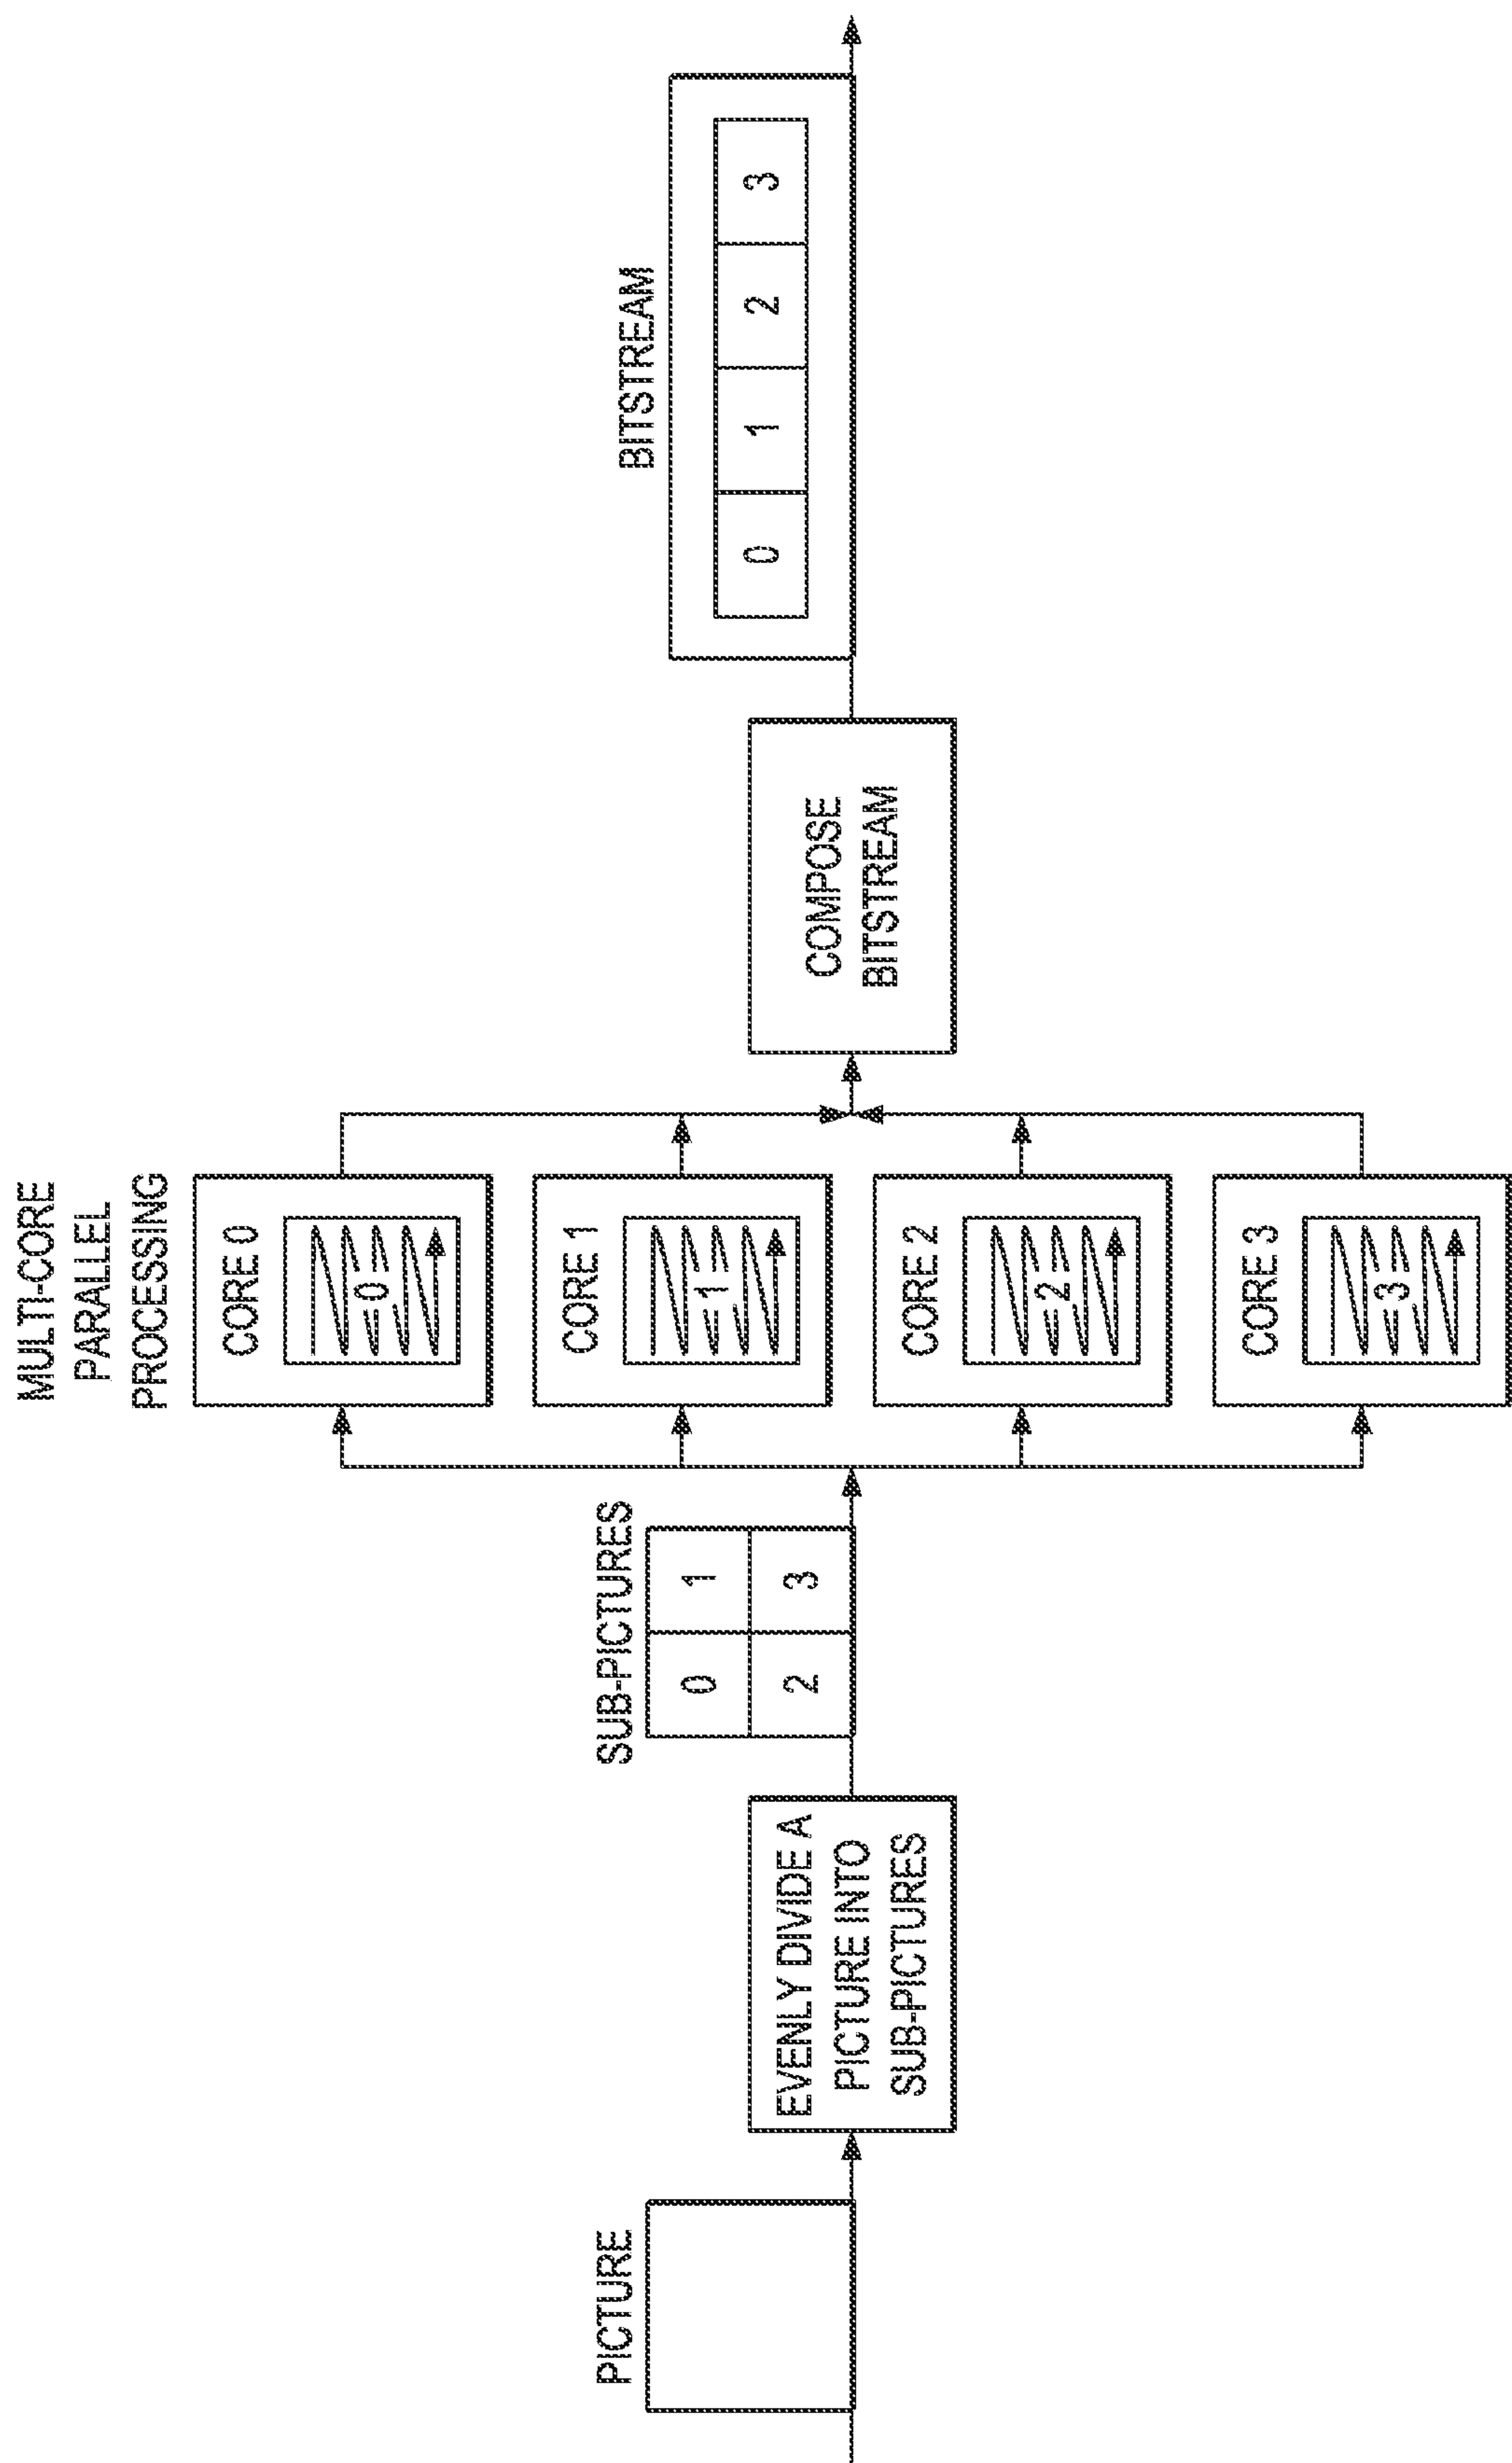 PICTURE
EVENLY DIVIDE A
PICTURE INTO
SUB-PICTURES
SUB-PICTURES
0 1
2 3
MULTI-CORE
PARALLEL
PROCESSING
CORE 0
0
CORE 1
1
CORE 2
2
CORE 3
3
COMPOSE
BITSTREAM
BITSTREAM
0 1 2 3